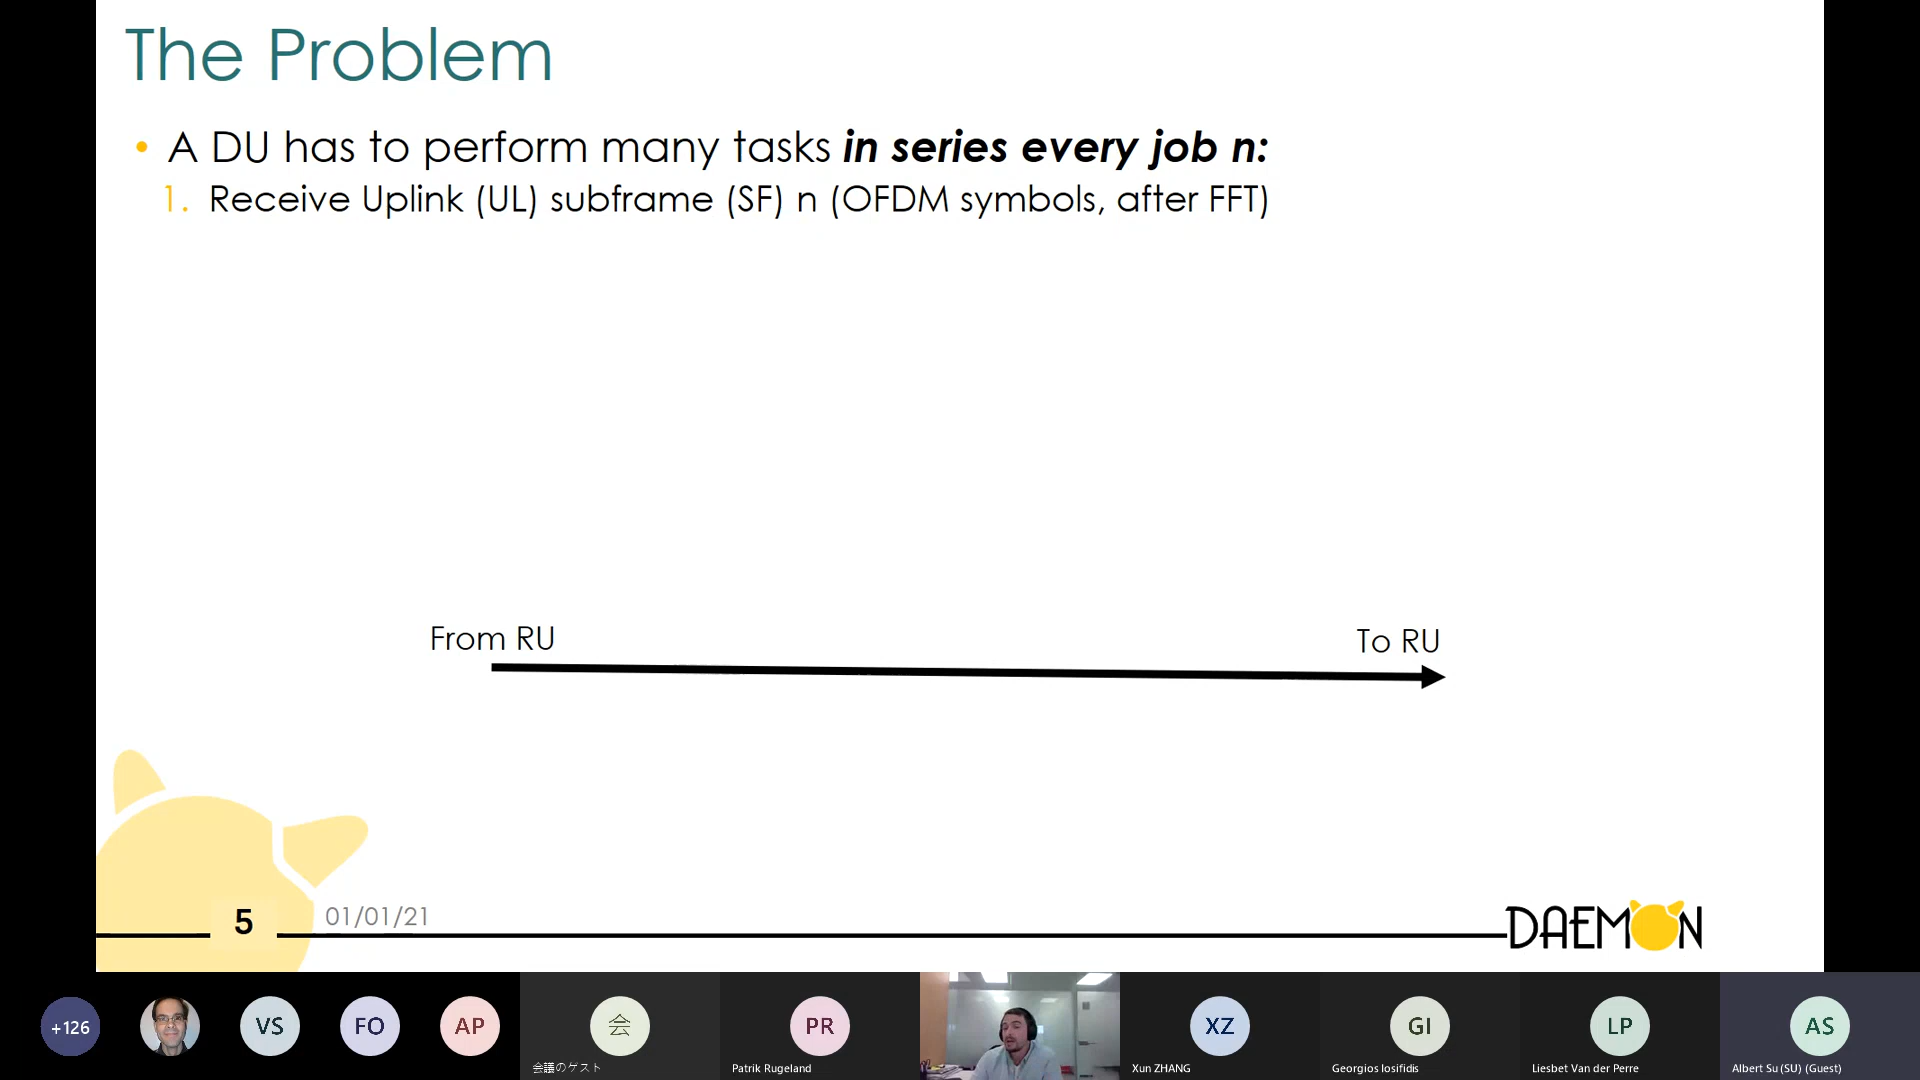 The Problem
• A DU has to perform many tasks in series every job n:
1. Receive Uplink (UL) subframe (SF) n (OFDM symbols, after FFT)
From RU
To RU
5
01/01/21
DAEMON
+126
VS
FO
AP
会
会議のゲスト
PR
Patrik Rugeland
XZ
Xun ZHANG
GI
Georgios Iosifidis
LP
Liesbet Van der Perre
AS
Albert Su (SU) (Guest)